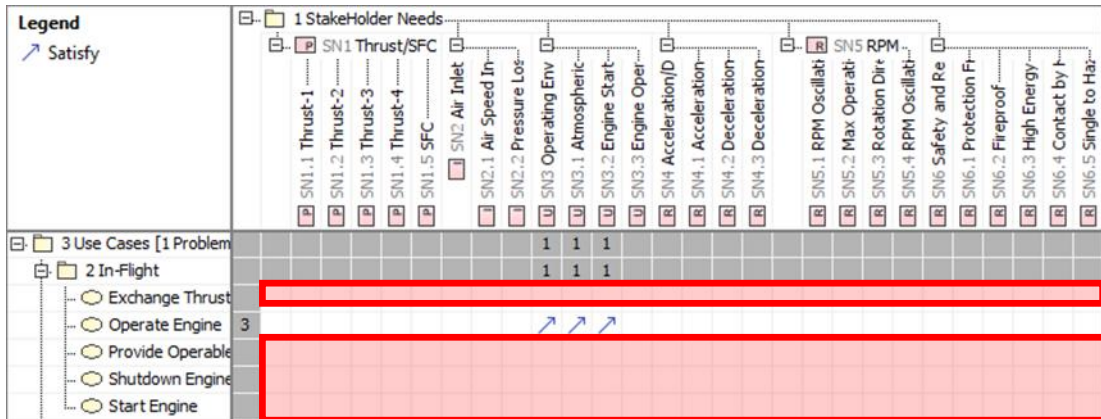 Legend
Satisfy
1 StakeHolder Needs
P SN1 Thrust/SFC
P SN1.1 Thrust-1
P SN1.2 Thrust-2
P SN1.3 Thrust-3
P SN1.4 Thrust-4
P SN1.5 SFC
I SN2 Air Inlet
I SN2.1 Air Speed In
I SN2.2 Pressure Los
U SN3 Operating Env
U SN3.1 Atmospheric
U SN3.2 Engine Start
U SN3.3 Engine Oper
R SN4 Acceleration/D
R SN4.1 Acceleration
R SN4.2 Deceleration
R SN4.3 Deceleration
R SN5 RPM
R SN5.1 RPM Oscillati
R SN5.2 Max Operati
R SN5.3 Rotation Dire
R SN5.4 RPM Oscillati
R SN6 Safety and Re
R SN6.1 Protection Fr
R SN6.2 Fireproof
R SN6.3 High Energy
R SN6.4 Contact by
R SN6.5 Single to Haz
3 Use Cases [1 Problem 1 1 1
2 In-Flight 1 1 1
Exchange Thrust
Operate Engine 3
Provide Operable
Shutdown Engine
Start Engine